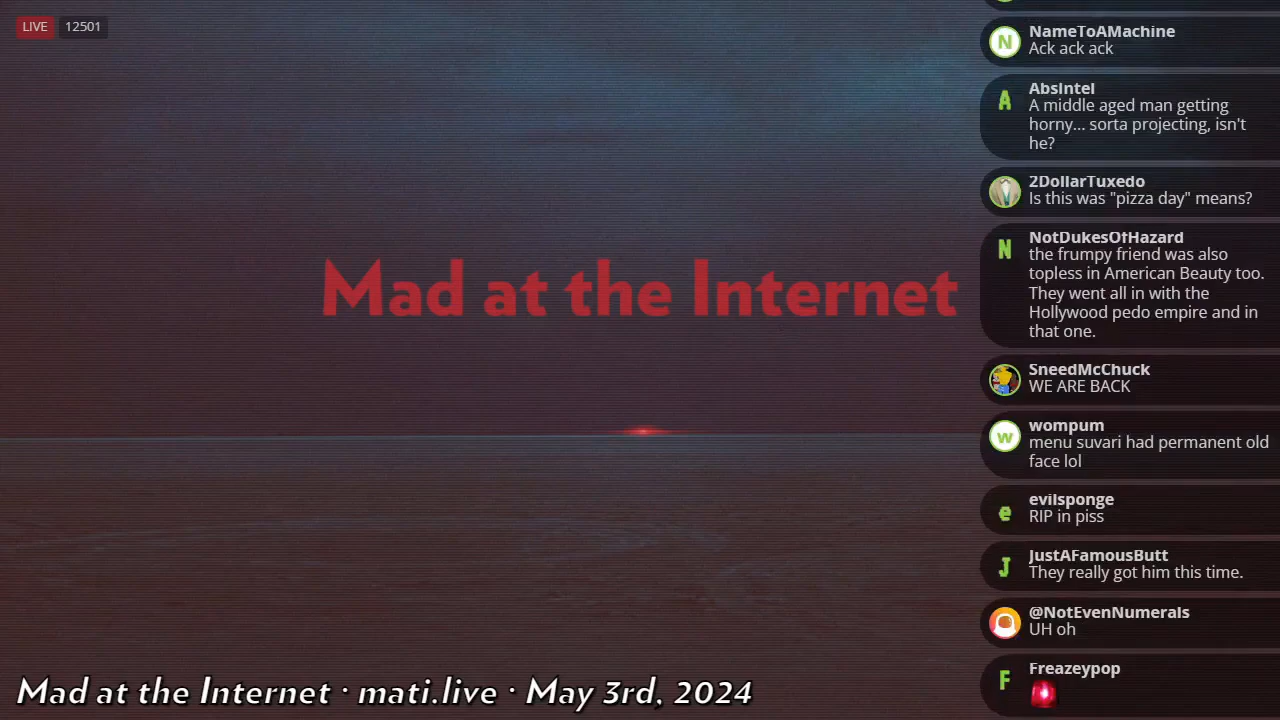 LIVE 12501
NameToAMachine
Ack ack ack
AbsIntel
A middle aged man getting
horny... sorta projecting, isn't
he?
2DollarTuxedo
Is this was "pizza day" means?
NotDukesOfHazard
the frumpy friend was also
topless in American Beauty too.
They went all in with the
Hollywood pedo empire and in
that one.
SneedMcChuck
WE ARE BACK
wompum
menu suvari had permanent old
face lol
evilsponge
RIP in piss
JustAFamousButt
They really got him this time.
@NotEvenNumerals
UH oh
Freazeypop
Mad at the Internet
Mad at the Internet · mati.live · May 3rd, 2024